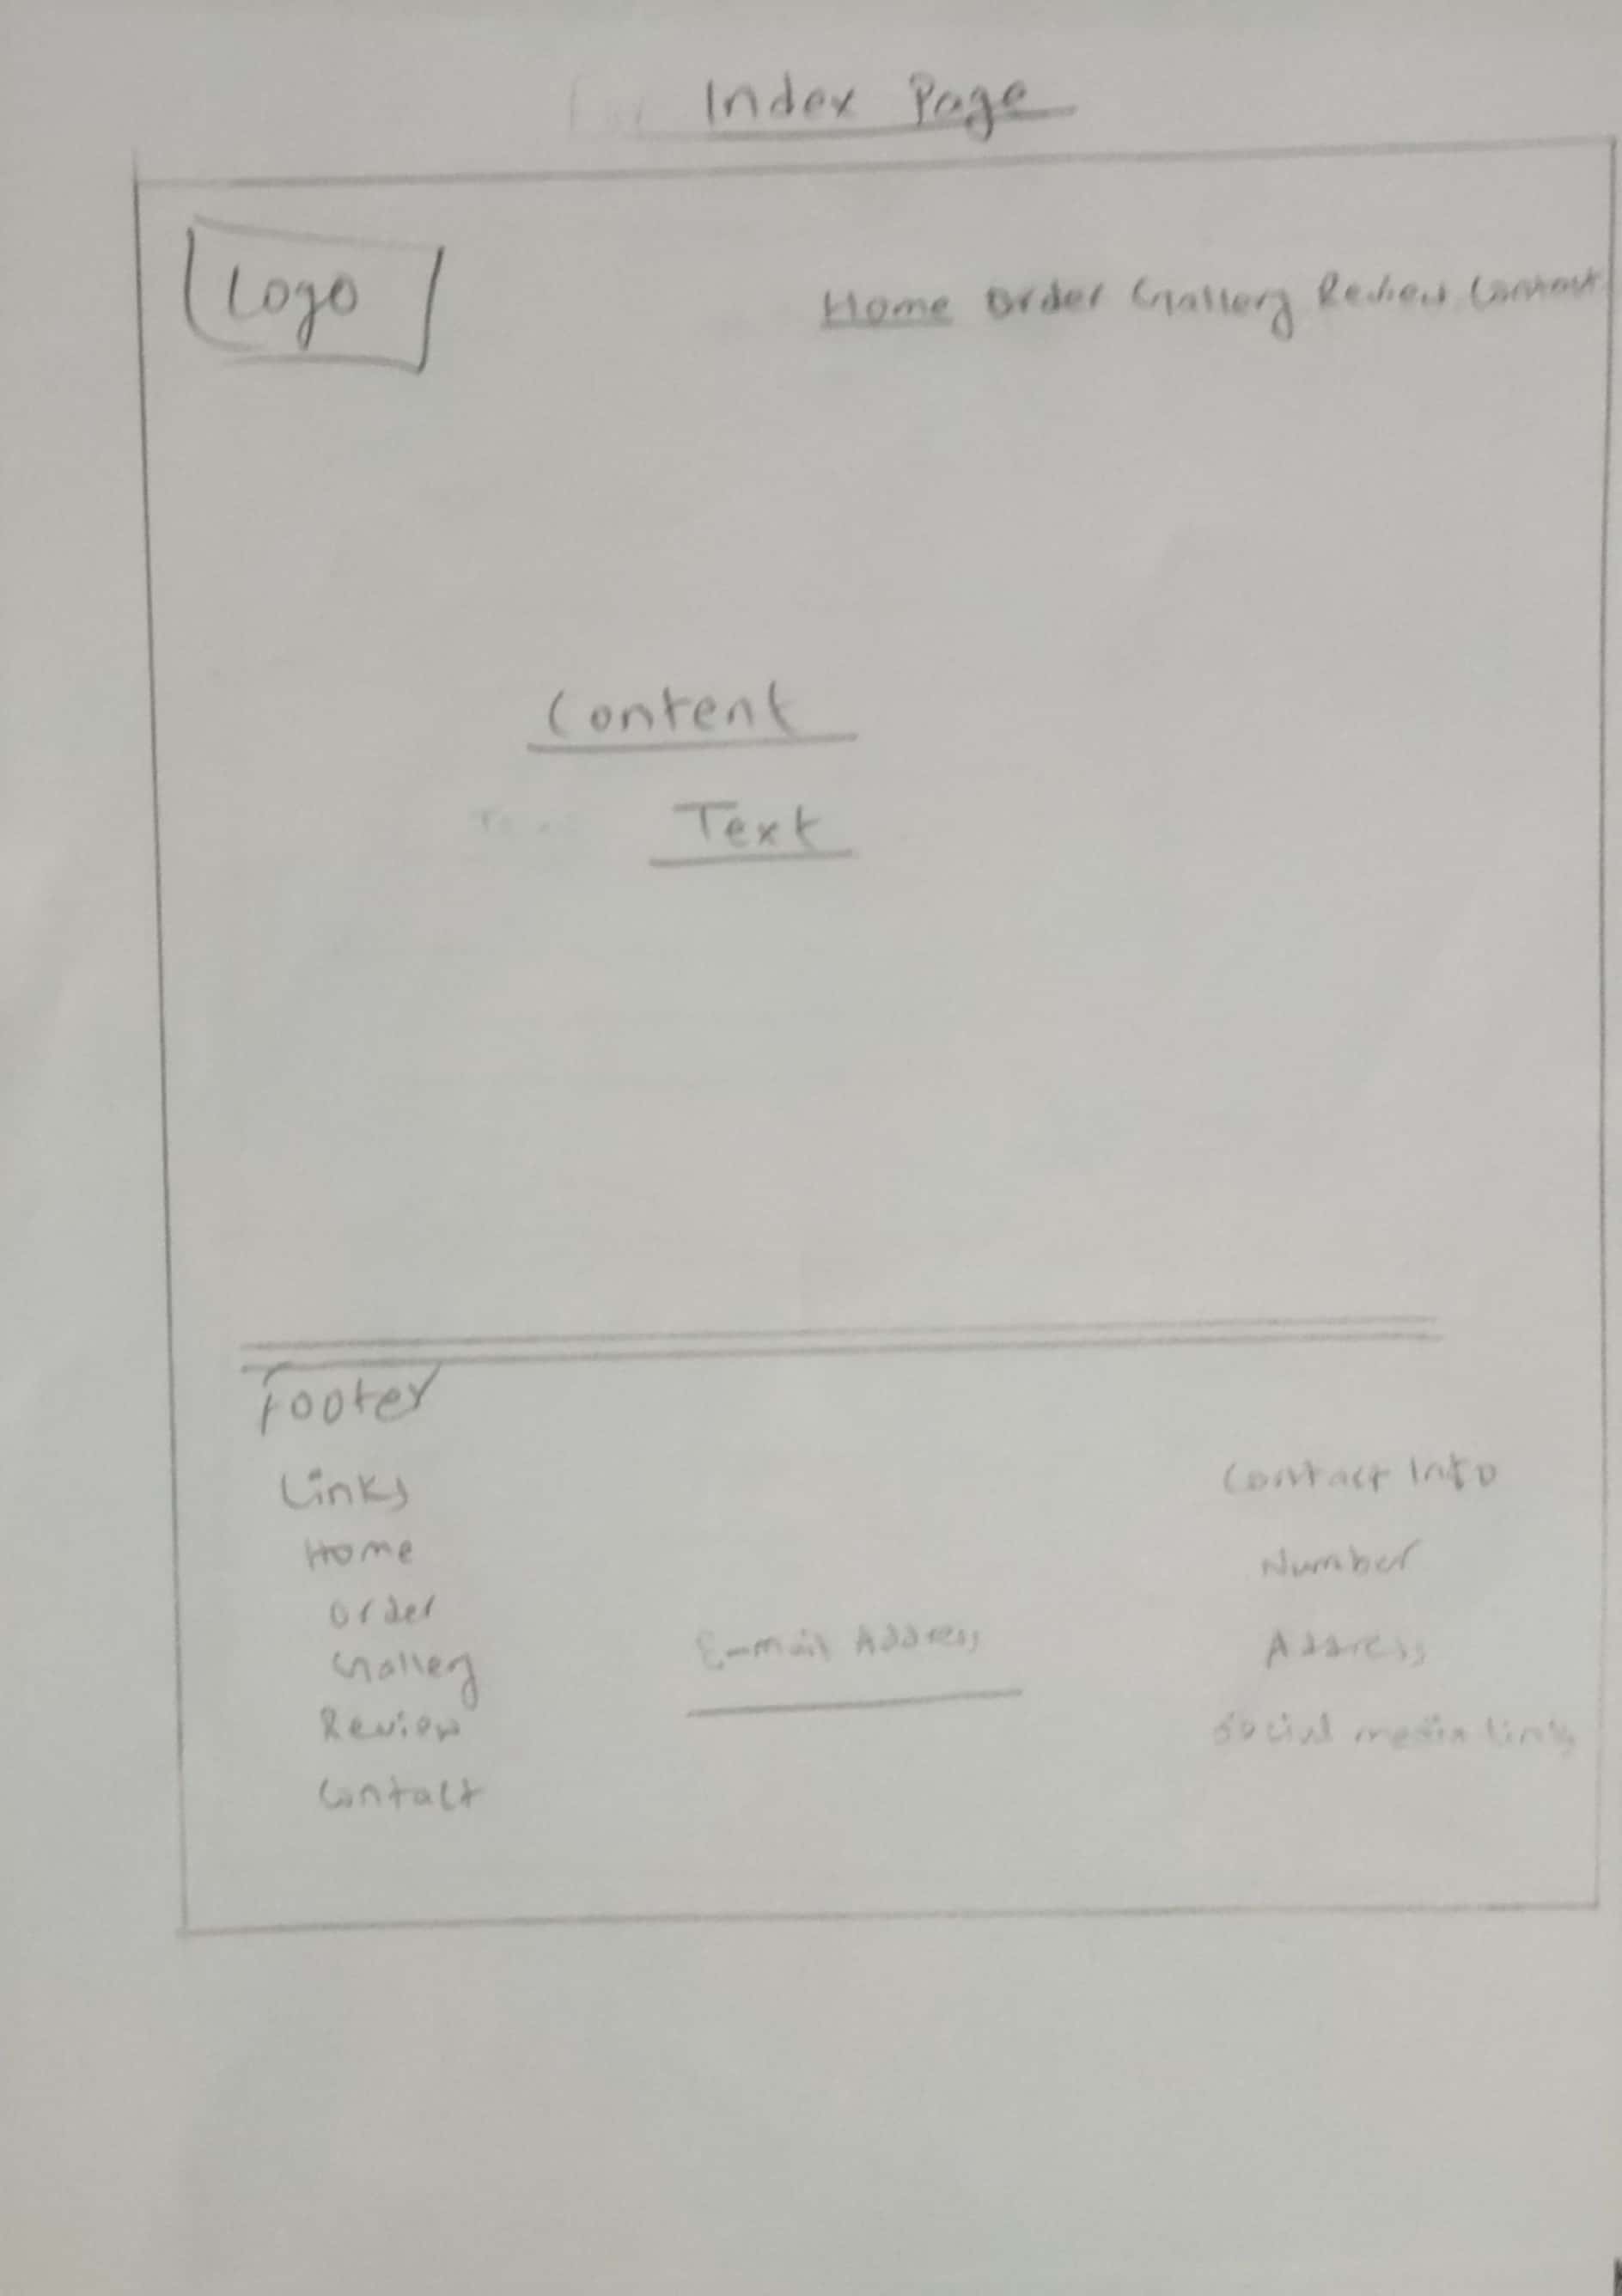 Index Page
Logo
Home Order Gallery Review Contact
Content
Text
Footer
Links
Home
Order
Gallery
Review
Contact
E-mail Address
Contact Info
Number
Address
Social media links